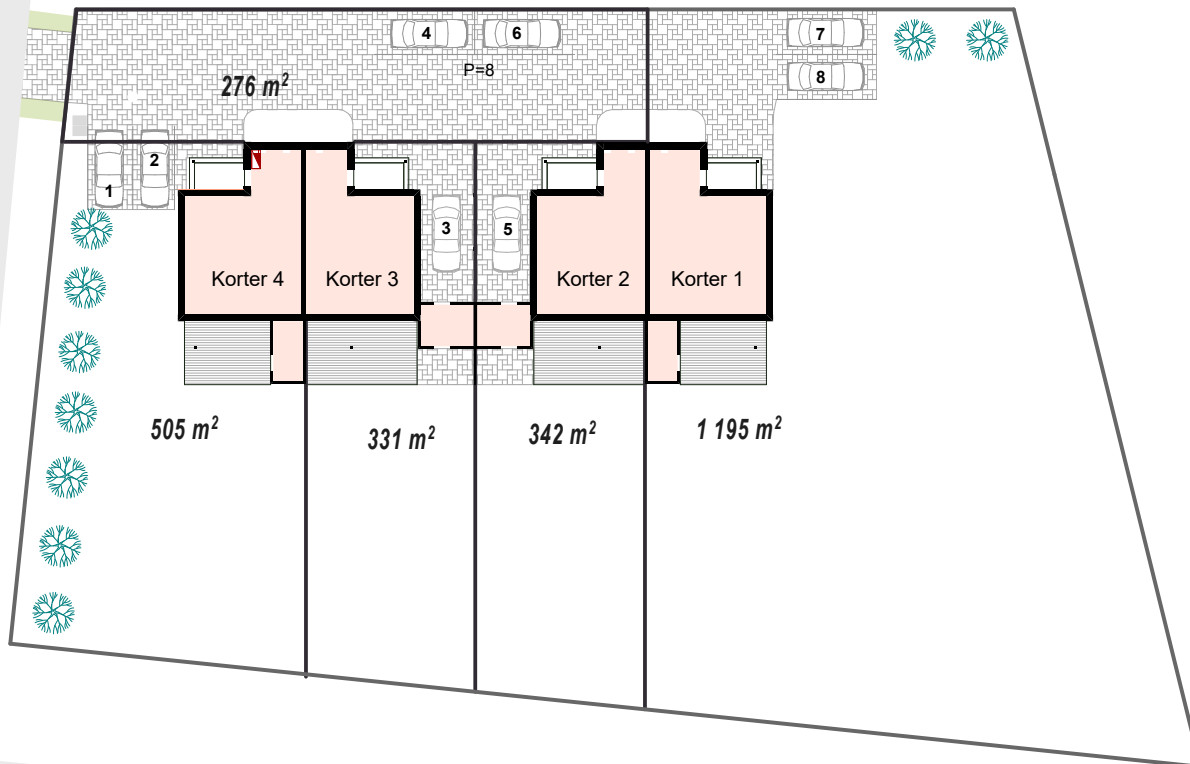 4
6
7
P=8
8
276 m²
1
2
3
5
Korter 4
Korter 3
Korter 2
Korter 1
505 m²
331 m²
342 m²
1 195 m²